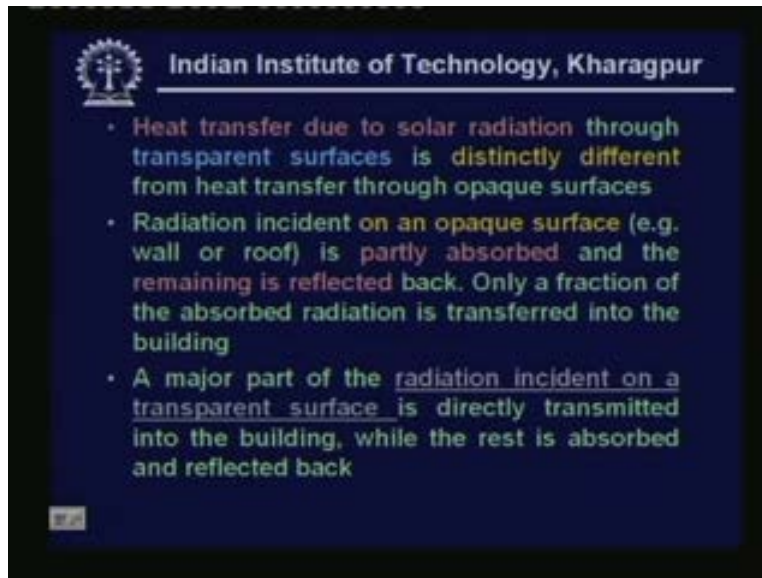 Indian Institute of Technology, Kharagpur
• Heat transfer due to solar radiation through
transparent surfaces is distinctly different
from heat transfer through opaque surfaces
• Radiation incident on an opaque surface (e.g.
wall or roof) is partly absorbed and the
remaining is reflected back. Only a fraction of
the absorbed radiation is transferred into the
building
• A major part of the radiation incident on a
transparent surface is directly transmitted
into the building, while the rest is absorbed
and reflected back